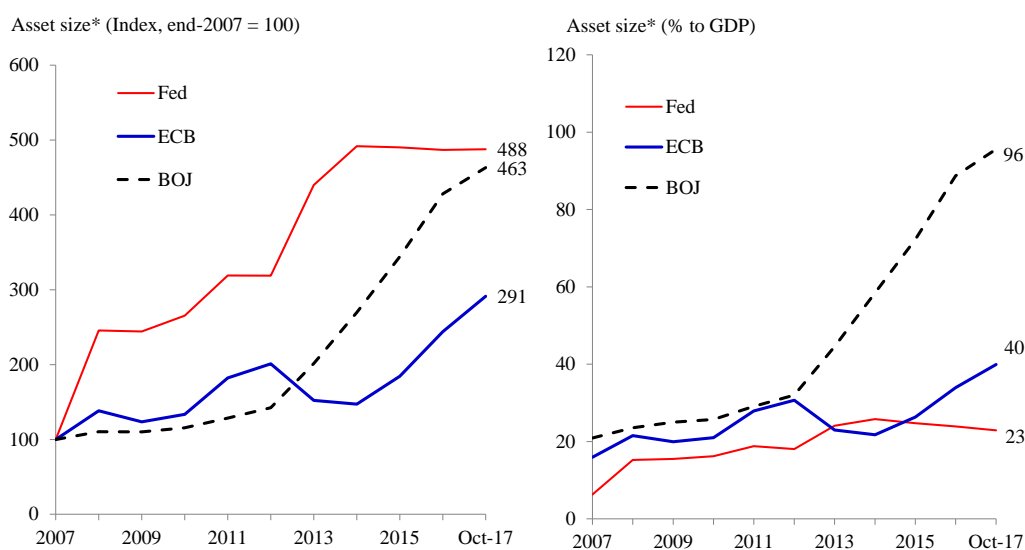 Asset size* (Index, end-2007 = 100)
600
500
400
300
200
100
0
Fed
ECB
BOJ
488
463
291
2007 2009 2011 2013 2015 Oct-17
Asset size* (% to GDP)
120
100
80
60
40
20
0
Fed
ECB
BOJ
96
40
23
2007 2009 2011 2013 2015 Oct-17